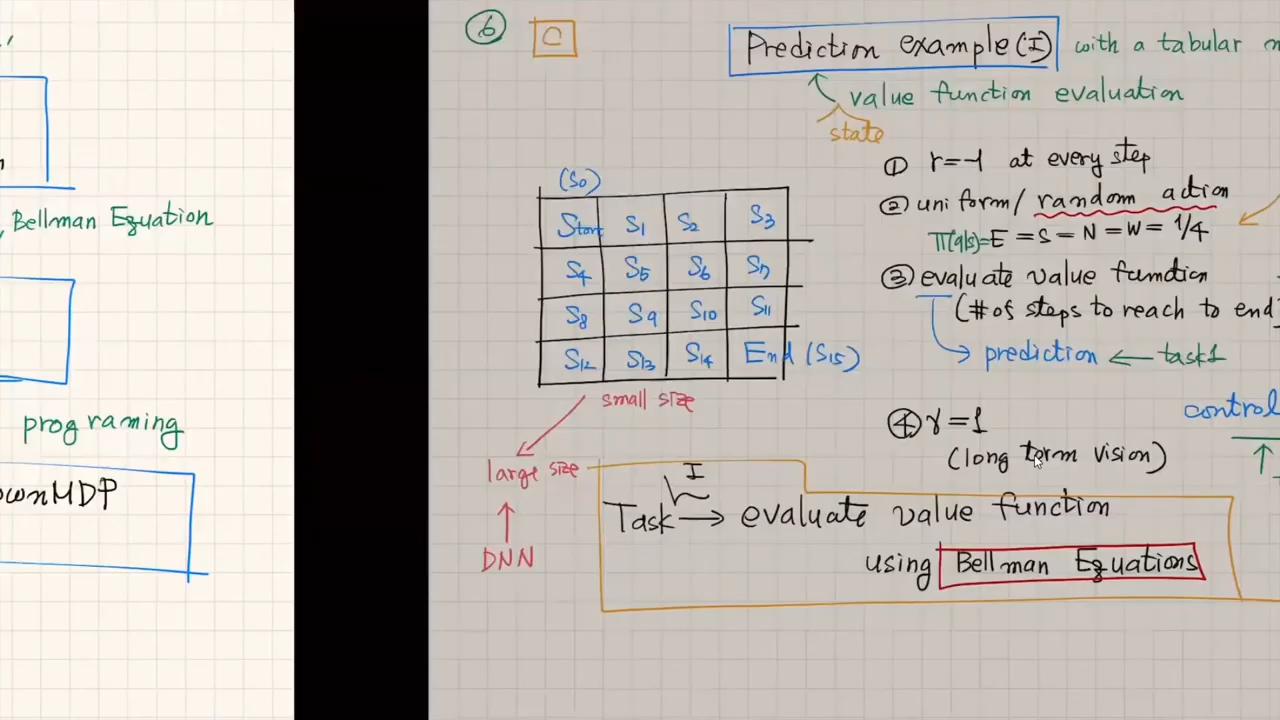 Bellman Equation
programing
ownMDP
6 C
Prediction example(I) with a tabular
value function evaluation
state
① r=-1 at every step
② uniform/ random action
π(a|s)=E=S=N=W=1/4
③ evaluate value function
(# of steps to reach to end)
prediction ← task1
(S0)
Start S1 S2 S3
S4 S5 S6 S7
S8 S9 S10 S11
S12 S13 S14 End (S15)
small size
large size
DNN
④ γ=1
(long term vision)
control
I
Task → evaluate value function
using Bellman Equations